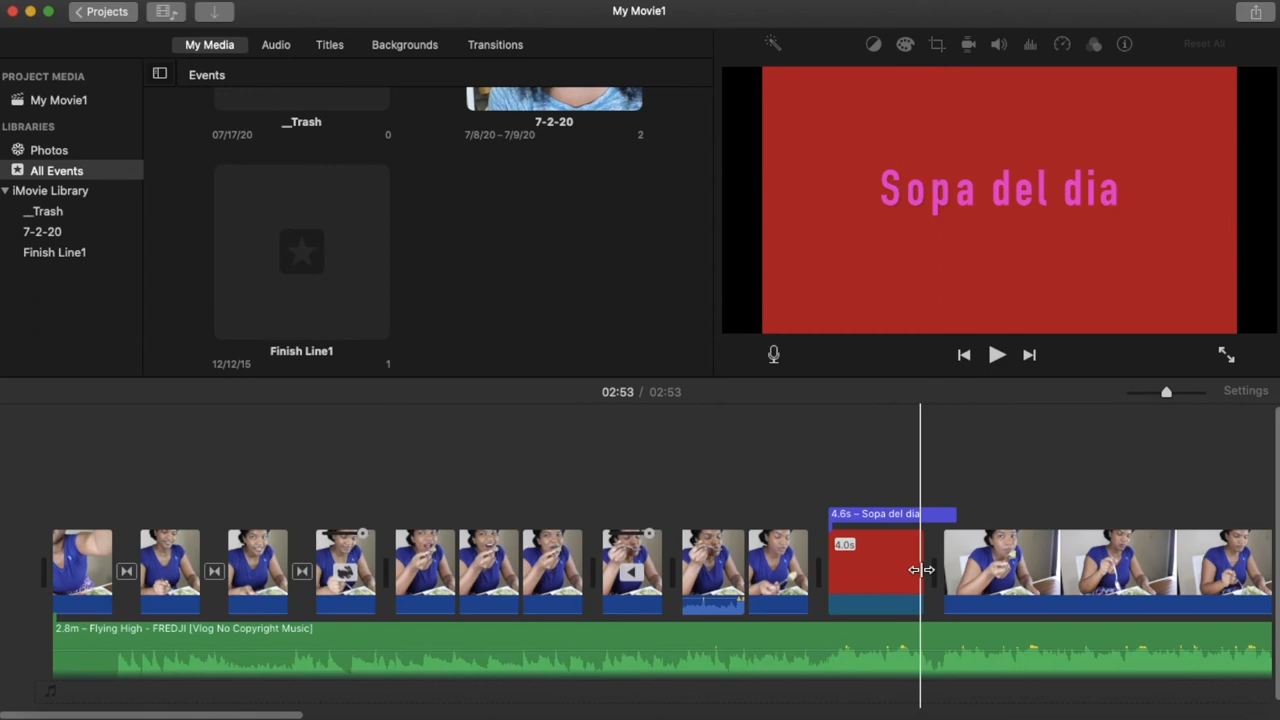 Projects
My Movie1
My Media
Audio
Titles
Backgrounds
Transitions
Reset All
PROJECT MEDIA
My Movie1
LIBRARIES
Photos
All Events
iMovie Library
__Trash
7-2-20
Finish Line1
Events
__Trash
07/17/20
0
7-2-20
7/8/20 – 7/9/20
2
Finish Line1
12/12/15
1
Sopa del dia
02:53 / 02:53
Settings
4.6s – Sopa del dia
4.0s
2.8m – Flying High - FREDJI [Vlog No Copyright Music]